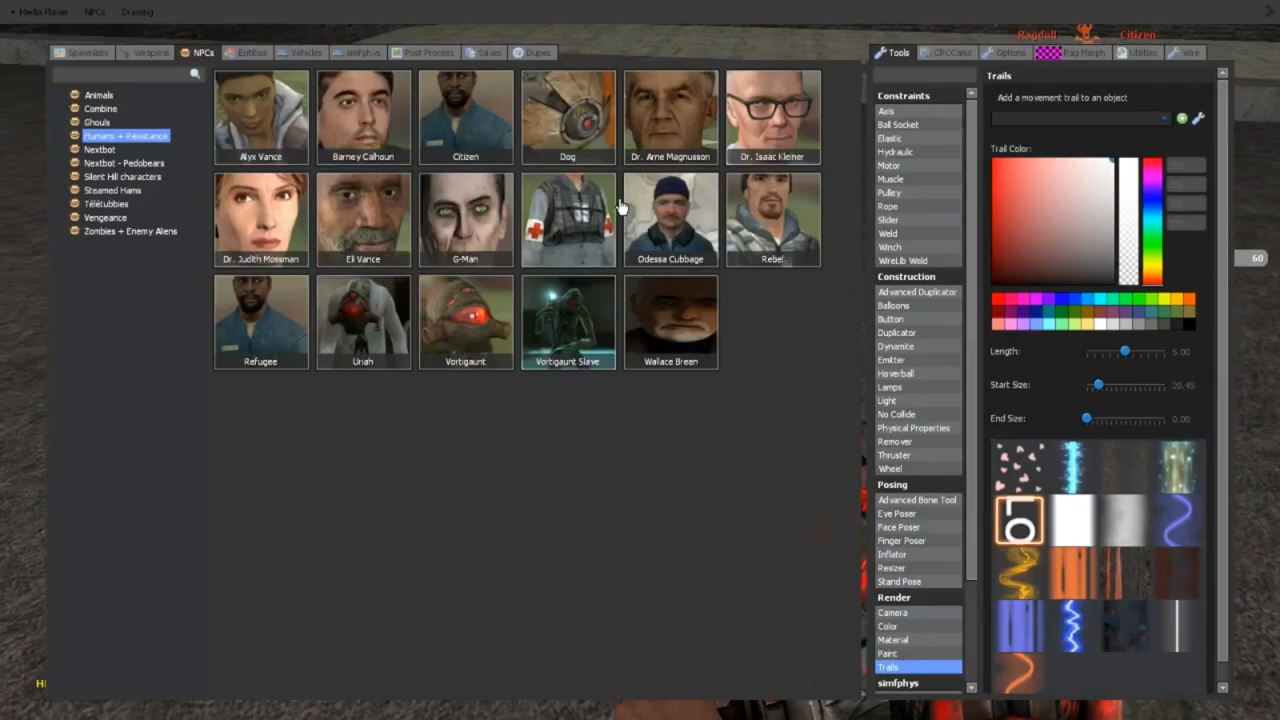 Media Player NPCs Drawing
Ragdoll Citizen
Spawnlists Weapons NPCs Entities Vehicles simfphys Post Process Saves Dupes
Tools CRCCams Options Rag Morph Utilities Wire
Animals
Combine
Ghouls
Humans + Resistance
Nextbot
Nextbot - Pedobears
Silent Hill characters
Steamed Hams
Télétubbies
Vengeance
Zombies + Enemy Aliens
Alyx Vance
Barney Calhoun
Citizen
Dog
Dr. Arne Magnusson
Dr. Isaac Kleiner
Dr. Judith Mossman
Eli Vance
G-Man
Odessa Cubbage
Rebel
Refugee
Uriah
Vortigaunt
Vortigaunt Slave
Wallace Breen
Constraints
Axis
Ball Socket
Elastic
Hydraulic
Motor
Muscle
Pulley
Rope
Slider
Weld
Winch
WireLib Weld
Construction
Advanced Duplicator
Balloons
Button
Duplicator
Dynamite
Emitter
Hoverball
Lamps
Light
No Collide
Physical Properties
Remover
Thruster
Wheel
Posing
Advanced Bone Tool
Eye Poser
Face Poser
Finger Poser
Inflator
Resizer
Stand Pose
Render
Camera
Color
Material
Paint
Trails
simfphys
Trails
Add a movement trail to an object
Trail Color:
Length: 5.00
Start Size: 20.45
End Size: 0.00
LO
60